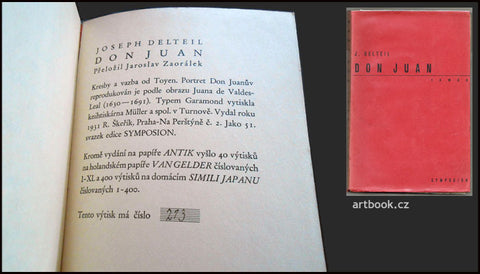 JOSEPH DELTEIL
DON JUAN
Přeložil Jaroslav Zaorálek
Kresby a vazba od Toyen. Portret Don Juanův
reprodukován je podle obrazu Juana de Valdes-
Leal (1630—1691). Typem Garamond vytiskla
knihtiskárna Müller a spol. v Turnově. Vydal roku
1931 R. Škeřík, Praha-Na Perštýně č. 2. Jako 51.
svazek edice SYMPOSION.
Kromě vydání na papíře ANTIK vyšlo 40 výtisků
na holandském papíře VAN GELDER číslovaných
I-XL a 400 výtisků na domácím SIMILI JAPANU
číslovaných 1-400.
Tento výtisk má číslo 213
J. DELTEIL
DON JUAN
ROMÁN
SYMPOSION
artbook.cz